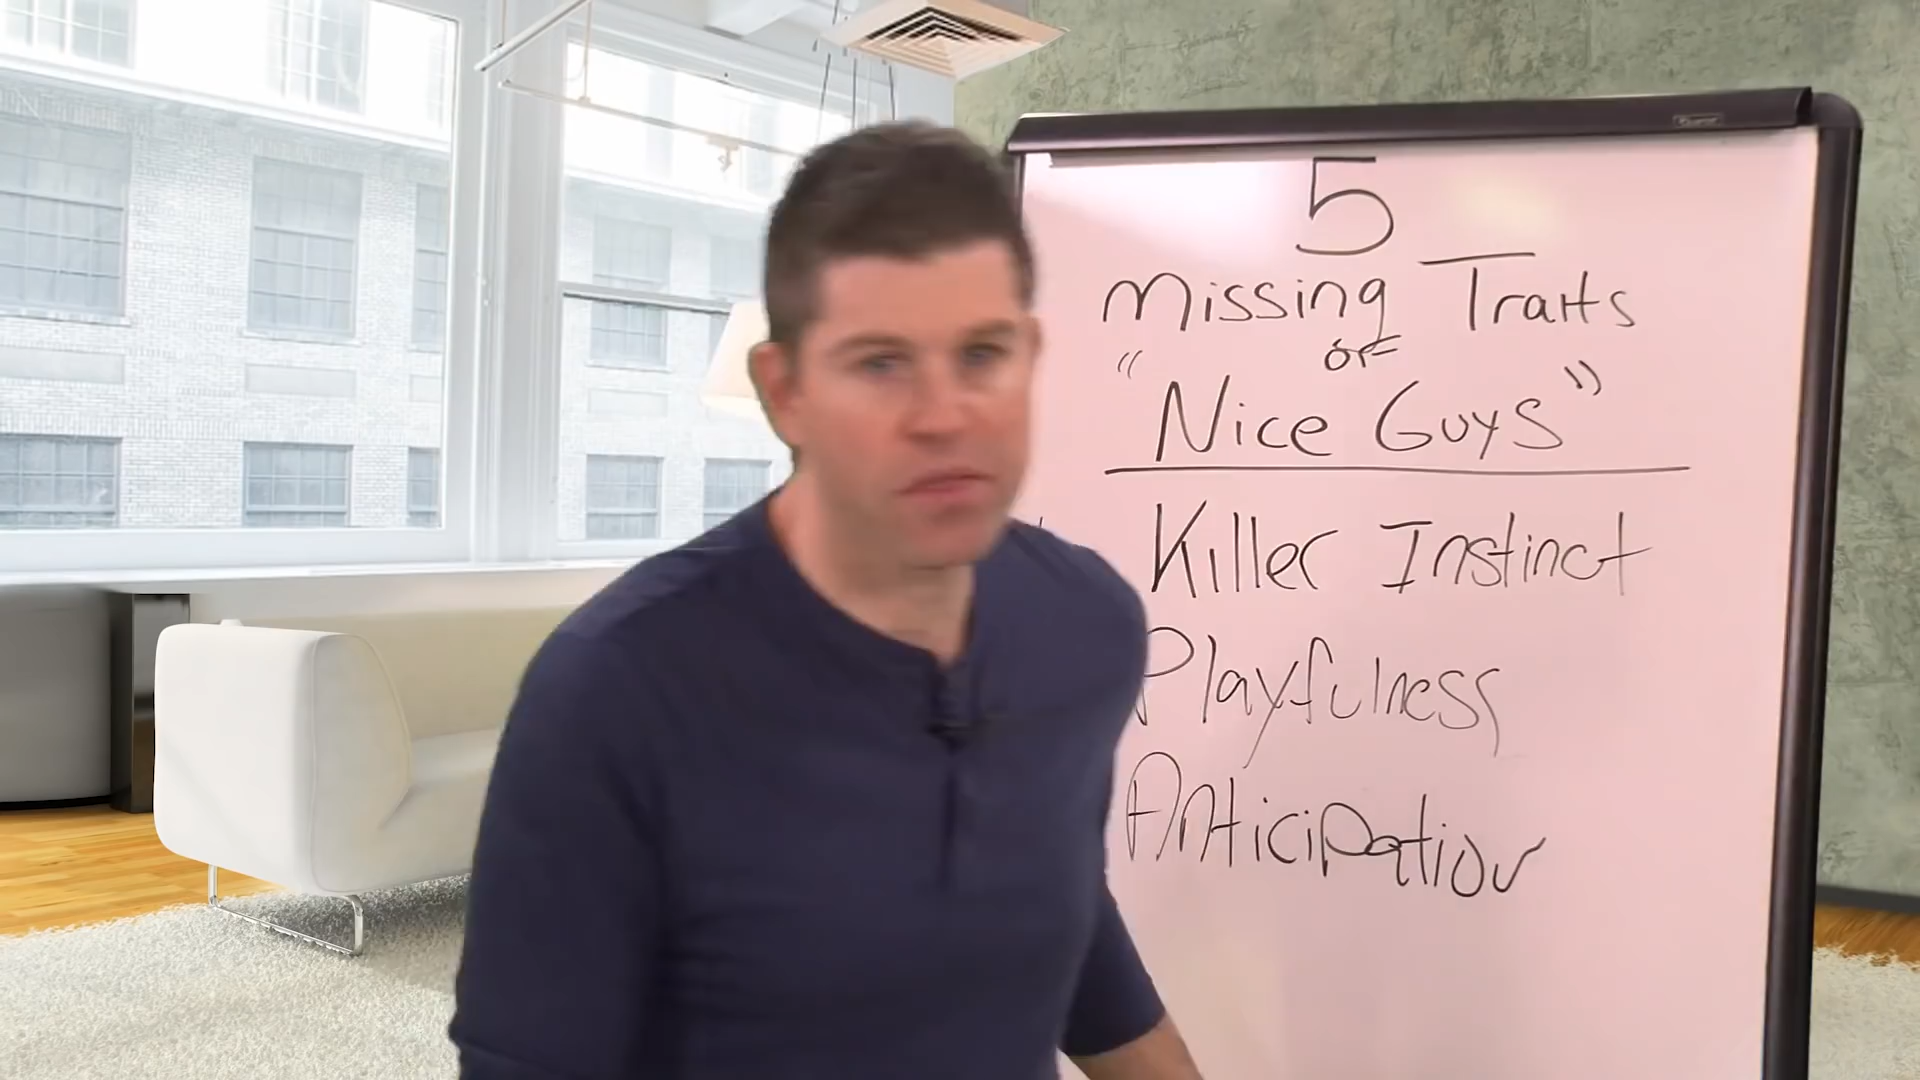 5
Missing Traits
of
"Nice Guys"
Killer Instinct
Playfulness
Anticipation